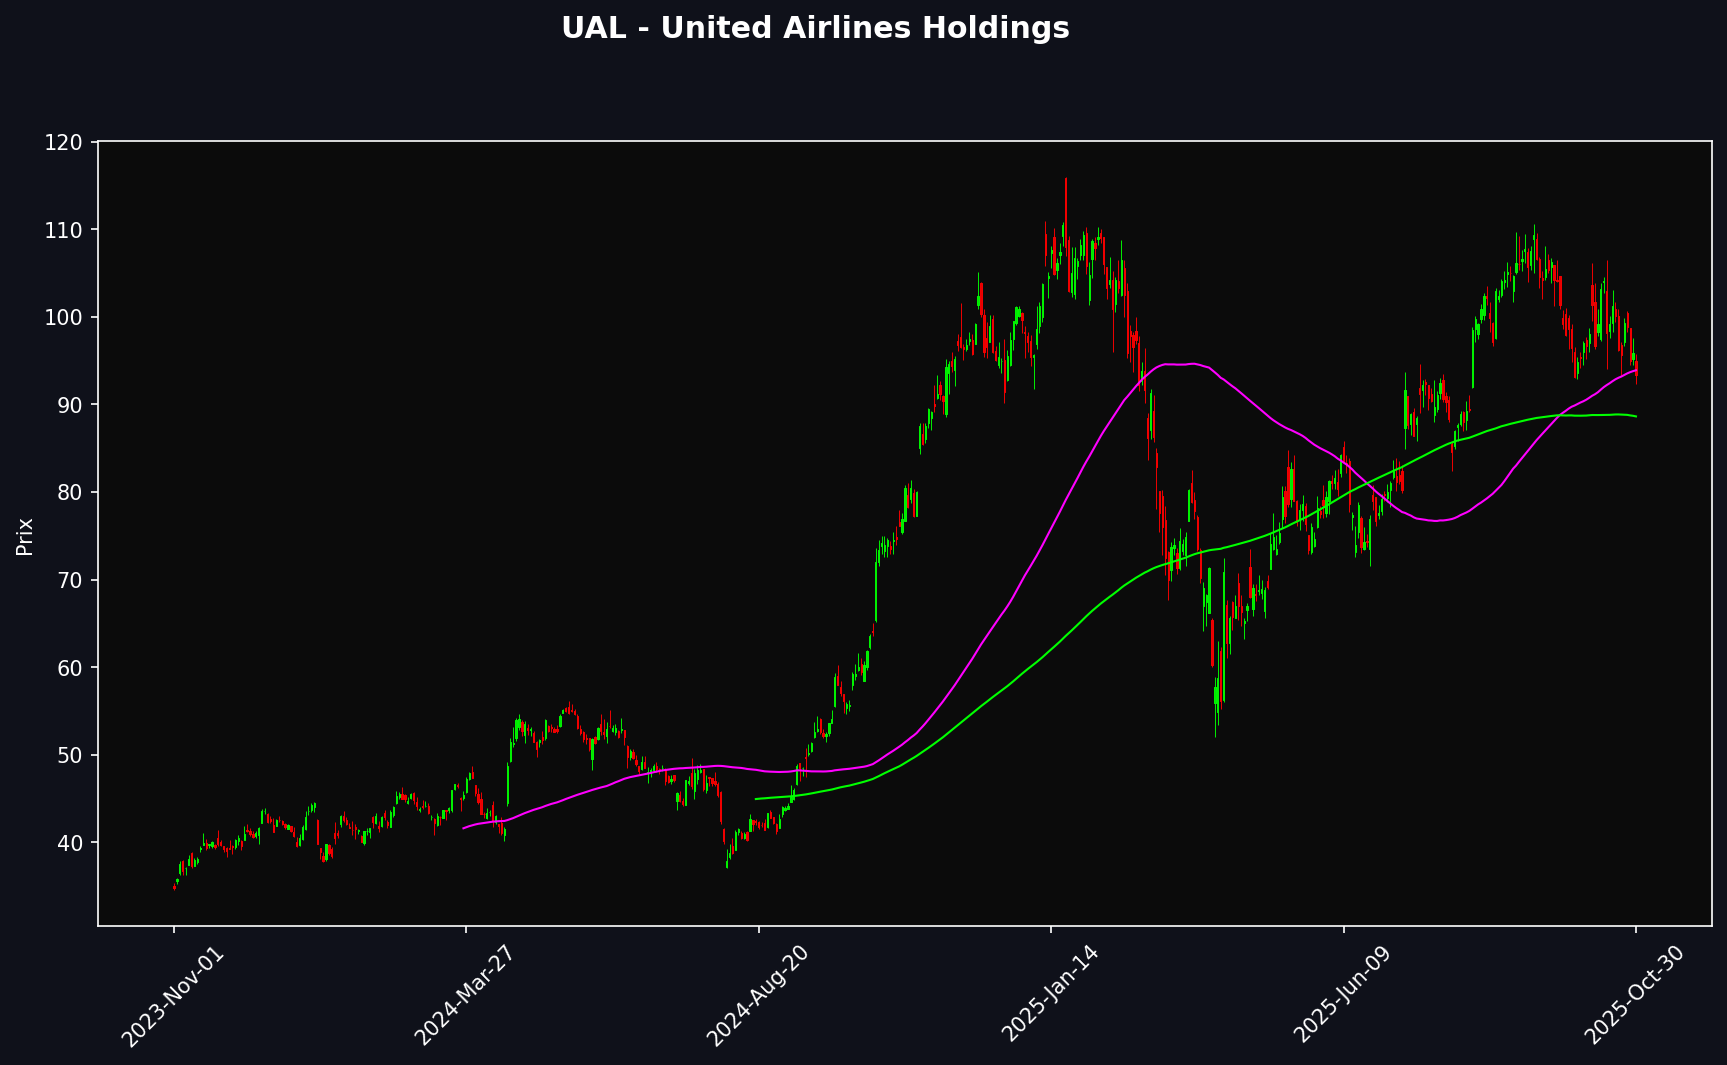 UAL - United Airlines Holdings
120
110
100
90
80
70
60
50
40
Prix
2023-Nov-01
2024-Mar-27
2024-Aug-20
2025-Jan-14
2025-Jun-09
2025-Oct-30